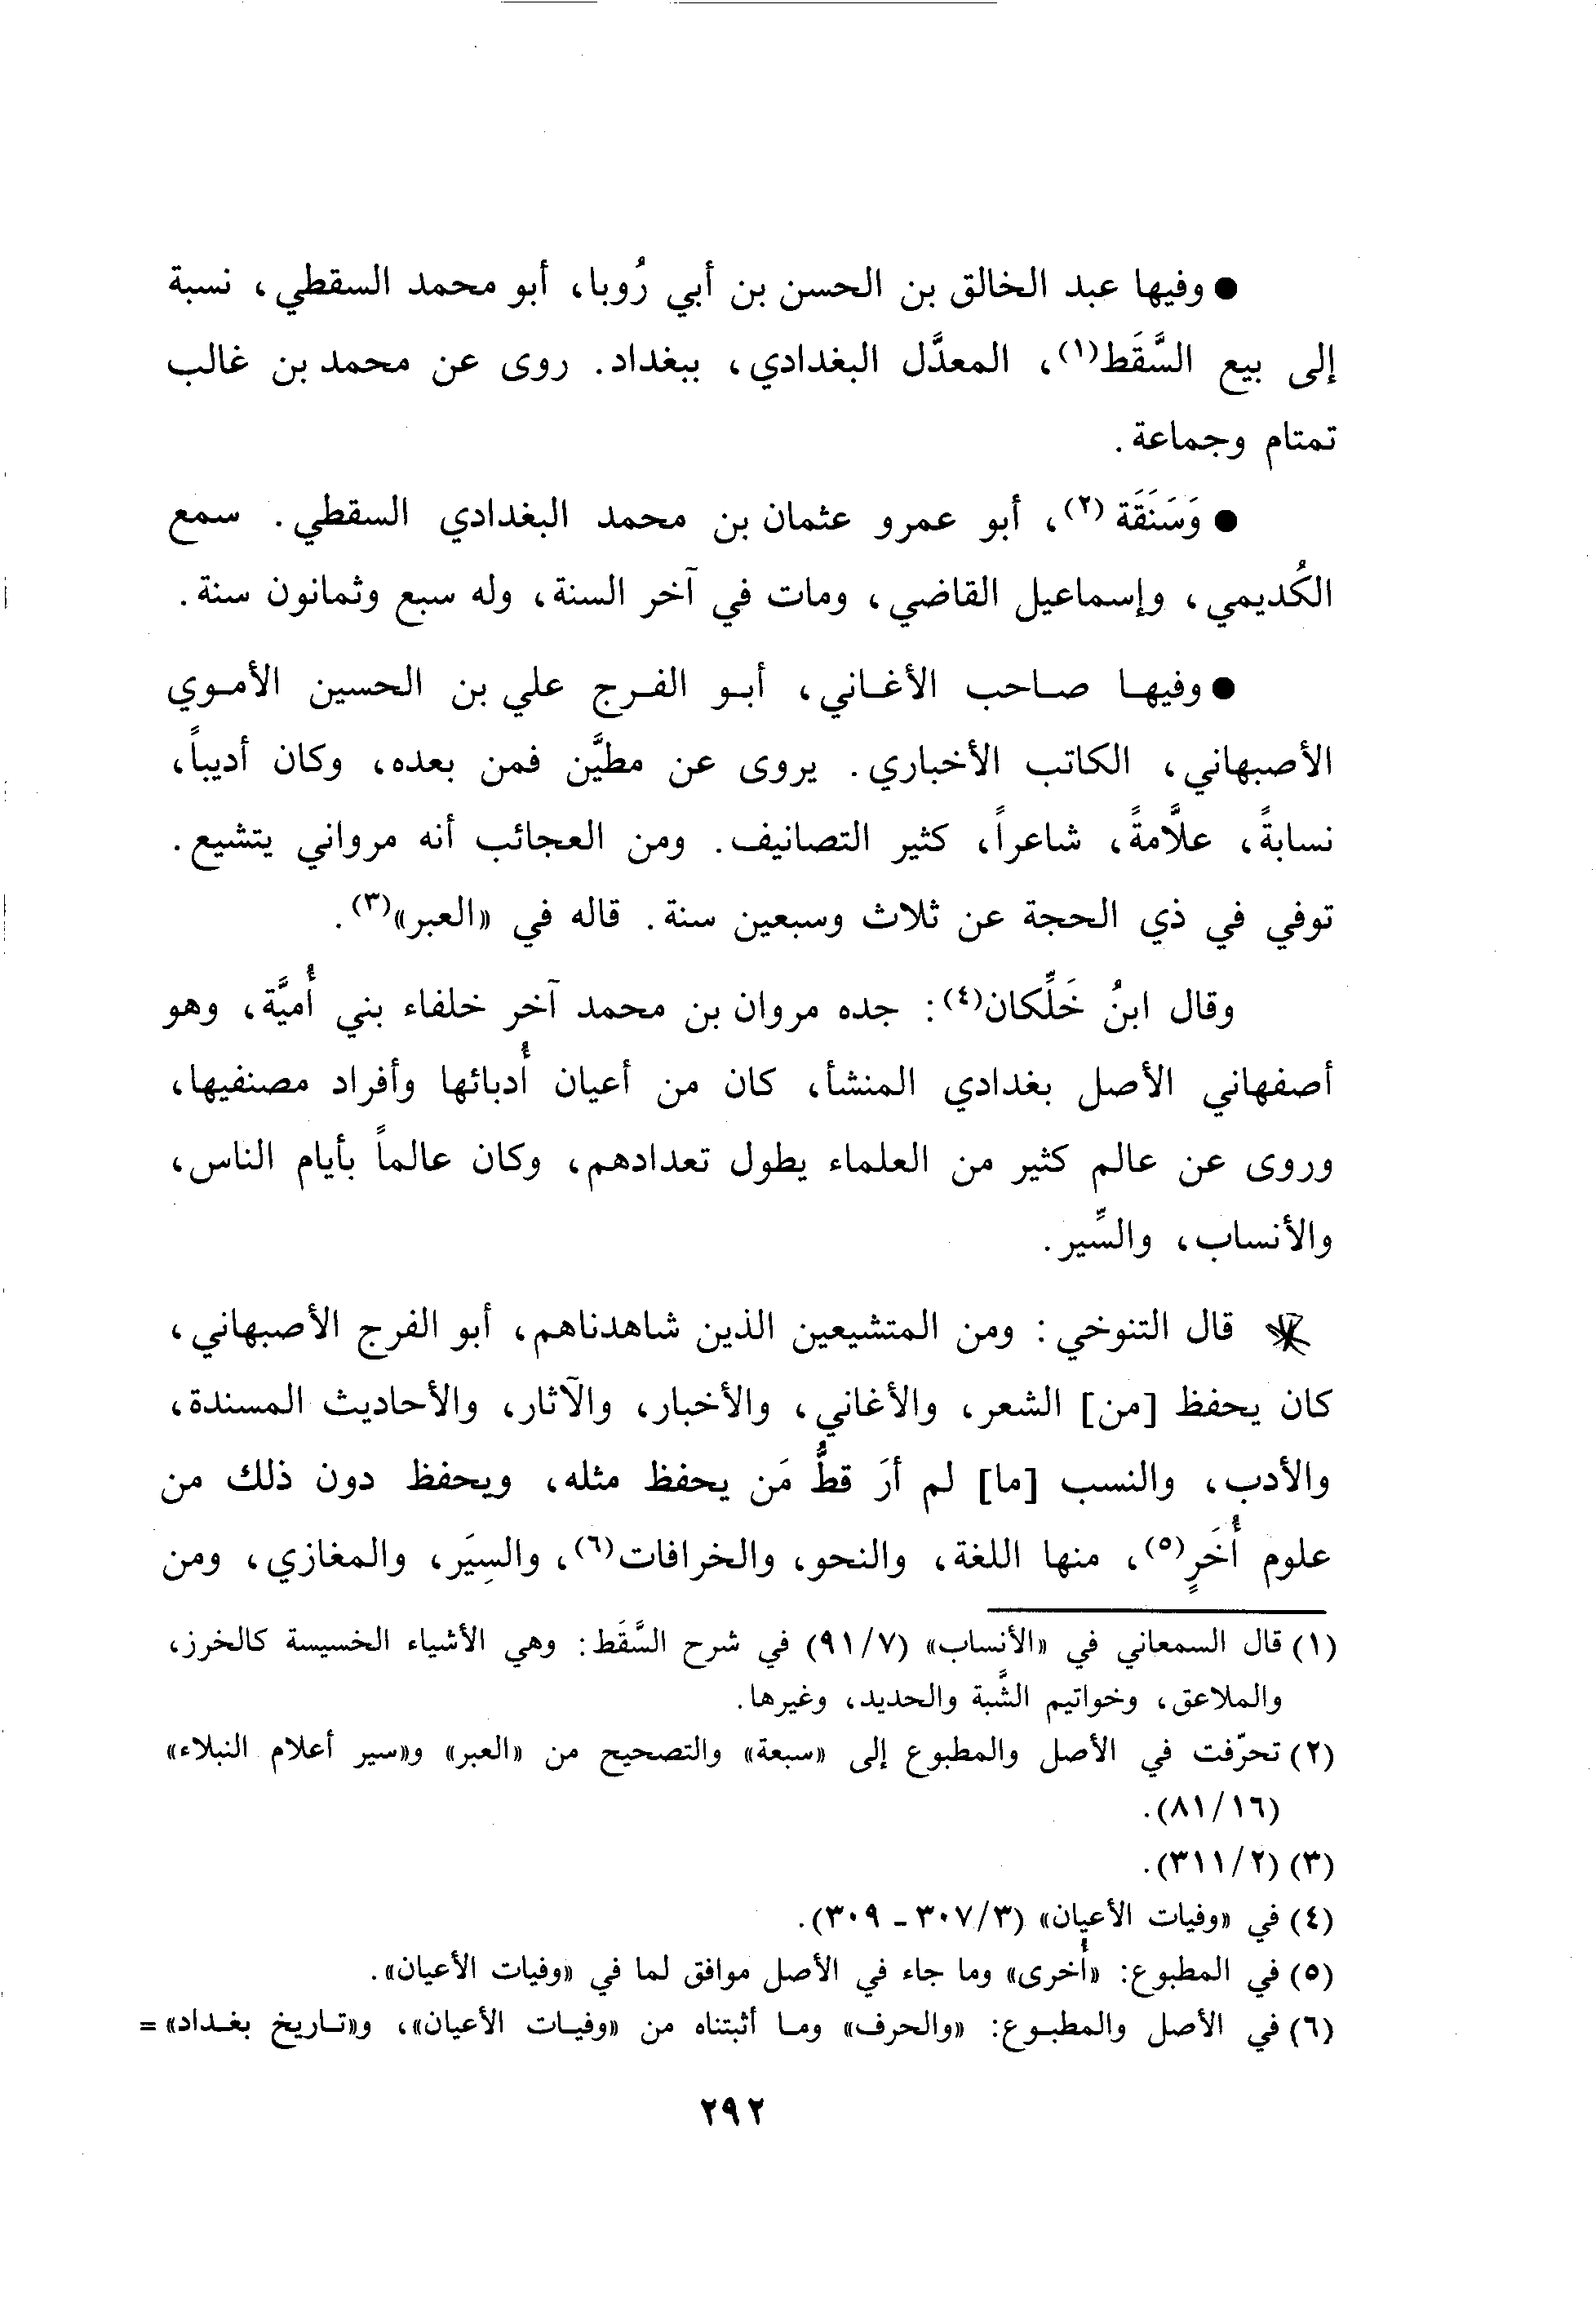 ● وفيها عبد الخالق بن الحسن بن أبي رُوبا، أبو محمد السقطي، نسبة
إلى بيع السَّقَط(١)، المعدَّل البغدادي، ببغداد. روى عن محمد بن غالب
تمتام وجماعة.
● وَسَنَقَة(٢)، أبو عمرو عثمان بن محمد البغدادي السقطي. سمع
الكُديمي، وإسماعيل القاضي، ومات في آخر السنة، وله سبع وثمانون سنة.
● وفيهـا صـاحب الأغـاني، أبـو الفـرج علي بن الحسين الأمـوي
الأصبهاني، الكاتب الأخباري. يروى عن مطيَّن فمن بعده، وكان أديباً،
نسابةً، علاَّمةً، شاعراً، كثير التصانيف. ومن العجائب أنه مرواني يتشيع.
توفي في ذي الحجة عن ثلاث وسبعين سنة. قاله في «العبر»(٣).
وقال ابنُ خَلِّكان(٤): جده مروان بن محمد آخر خلفاء بني أُميَّة، وهو
أصفهاني الأصل بغدادي المنشأ، كان من أعيان أُدبائها وأفراد مصنفيها،
وروى عن عالم كثير من العلماء يطول تعدادهم، وكان عالماً بأيام الناس،
والأنساب، والسِّير.
قال التنوخي: ومن المتشيعين الذين شاهدناهم، أبو الفرج الأصبهاني،
كان يحفظ [من] الشعر، والأغاني، والأخبار، والآثار، والأحاديث المسندة،
والأدب، والنسب [ما] لم أرَ قطُّ مَن يحفظ مثله، ويحفظ دون ذلك من
علوم أُخَرٍ(٥)، منها اللغة، والنحو، والخرافات(٦)، والسِيَر، والمغازي، ومن
(١) قال السمعاني في «الأنساب» (٩١/٧) في شرح السَّقَط: وهي الأشياء الخسيسة كالخرز،
والملاعق، وخواتيم الشَّبة والحديد، وغيرها.
(٢) تحرّفت في الأصل والمطبوع إلى «سبعة» والتصحيح من «العبر» و«سير أعلام النبلاء»
(٨١/١٦).
(٣) (٣١١/٢).
(٤) في «وفيات الأعيان» (٣٠٧/٣ - ٣٠٩).
(٥) في المطبوع: «أُخرى» وما جاء في الأصل موافق لما في «وفيات الأعيان».
(٦) في الأصل والمطبـوع: «والحرف» ومـا أثبتناه من «وفيـات الأعيان»، و«تـاريخ بغـداد» =
٢٩٢